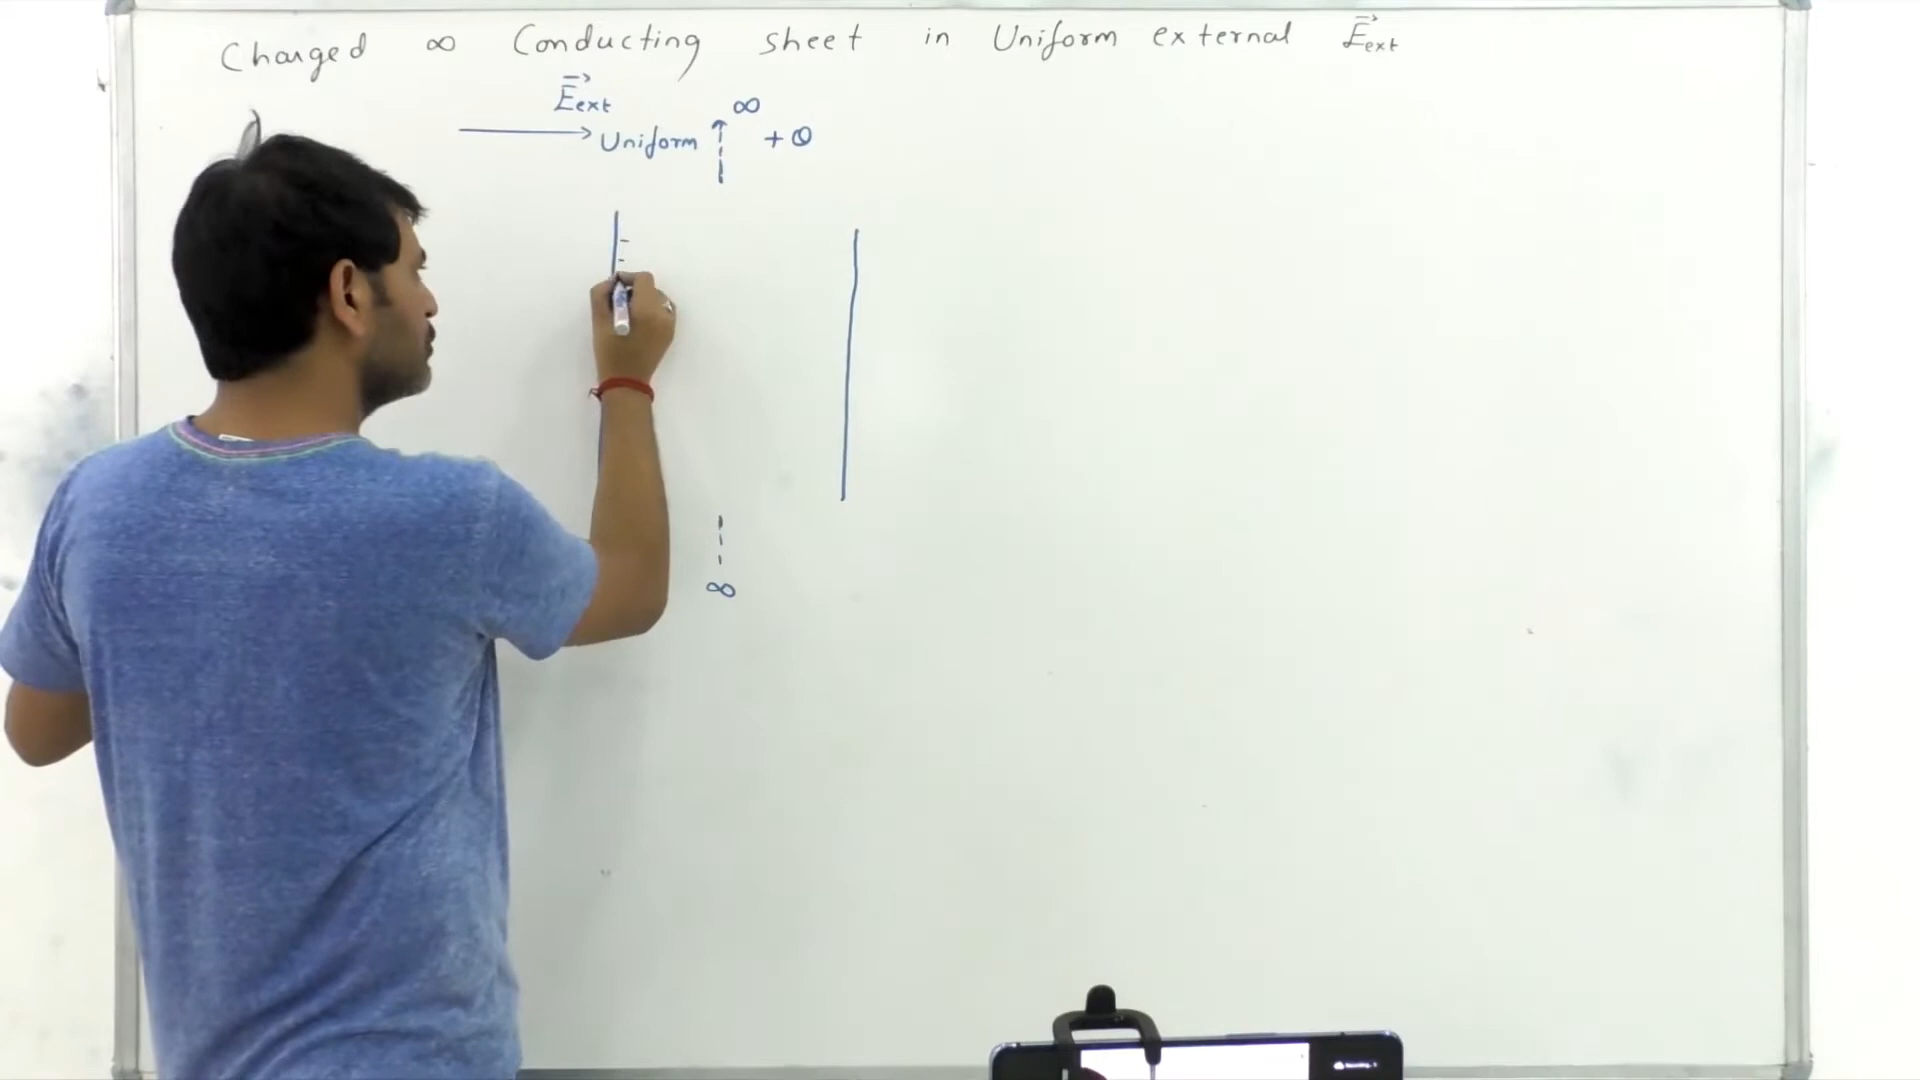 Charged ∞ Conducting sheet in Uniform external E⃗ext
E⃗ext
Uniform
∞
+Q
∞